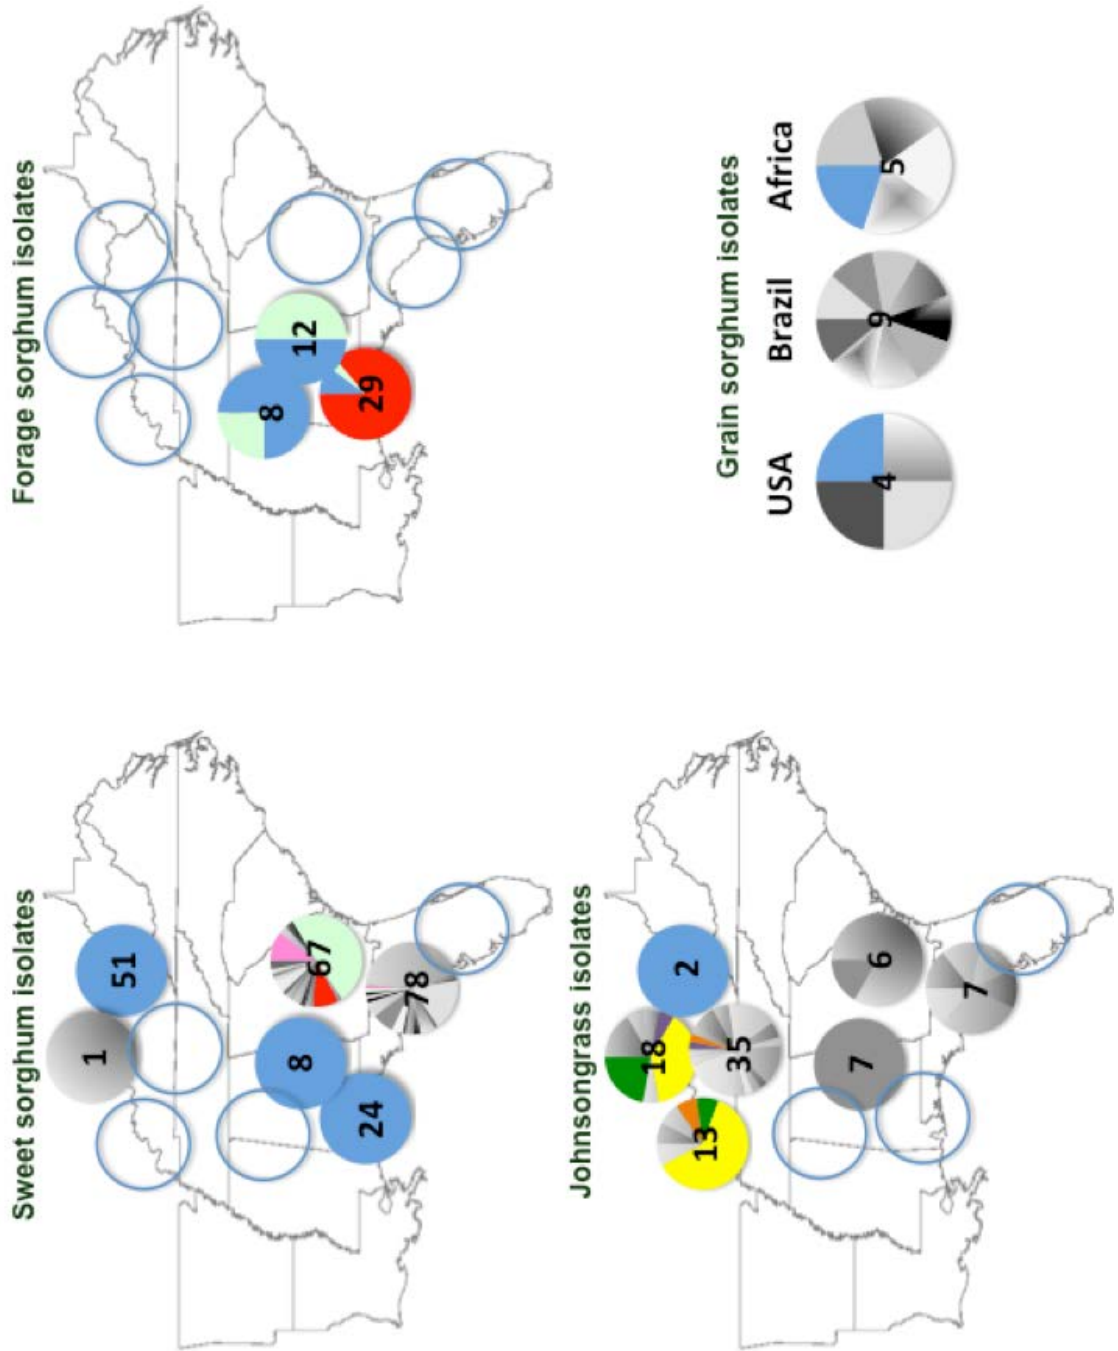 Sweet sorghum isolates
1
51
8
24
67
78
Forage sorghum isolates
8
12
29
Johnsongrass isolates
18
2
13
35
7
6
7
Grain sorghum isolates
USA
Brazil
Africa
4
9
5